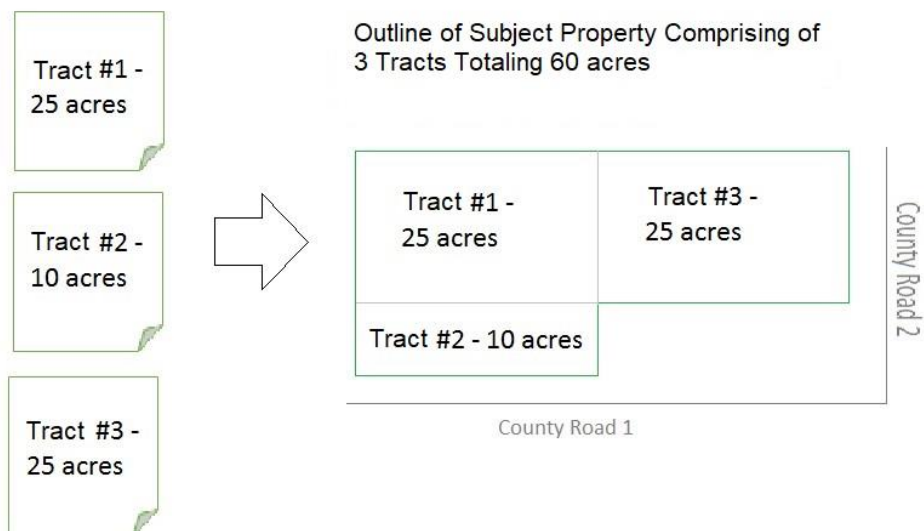 Tract #1 -
25 acres
Tract #2 -
10 acres
Tract #3 -
25 acres
Outline of Subject Property Comprising of
3 Tracts Totaling 60 acres
Tract #1 -
25 acres
Tract #3 -
25 acres
Tract #2 - 10 acres
County Road 2
County Road 1